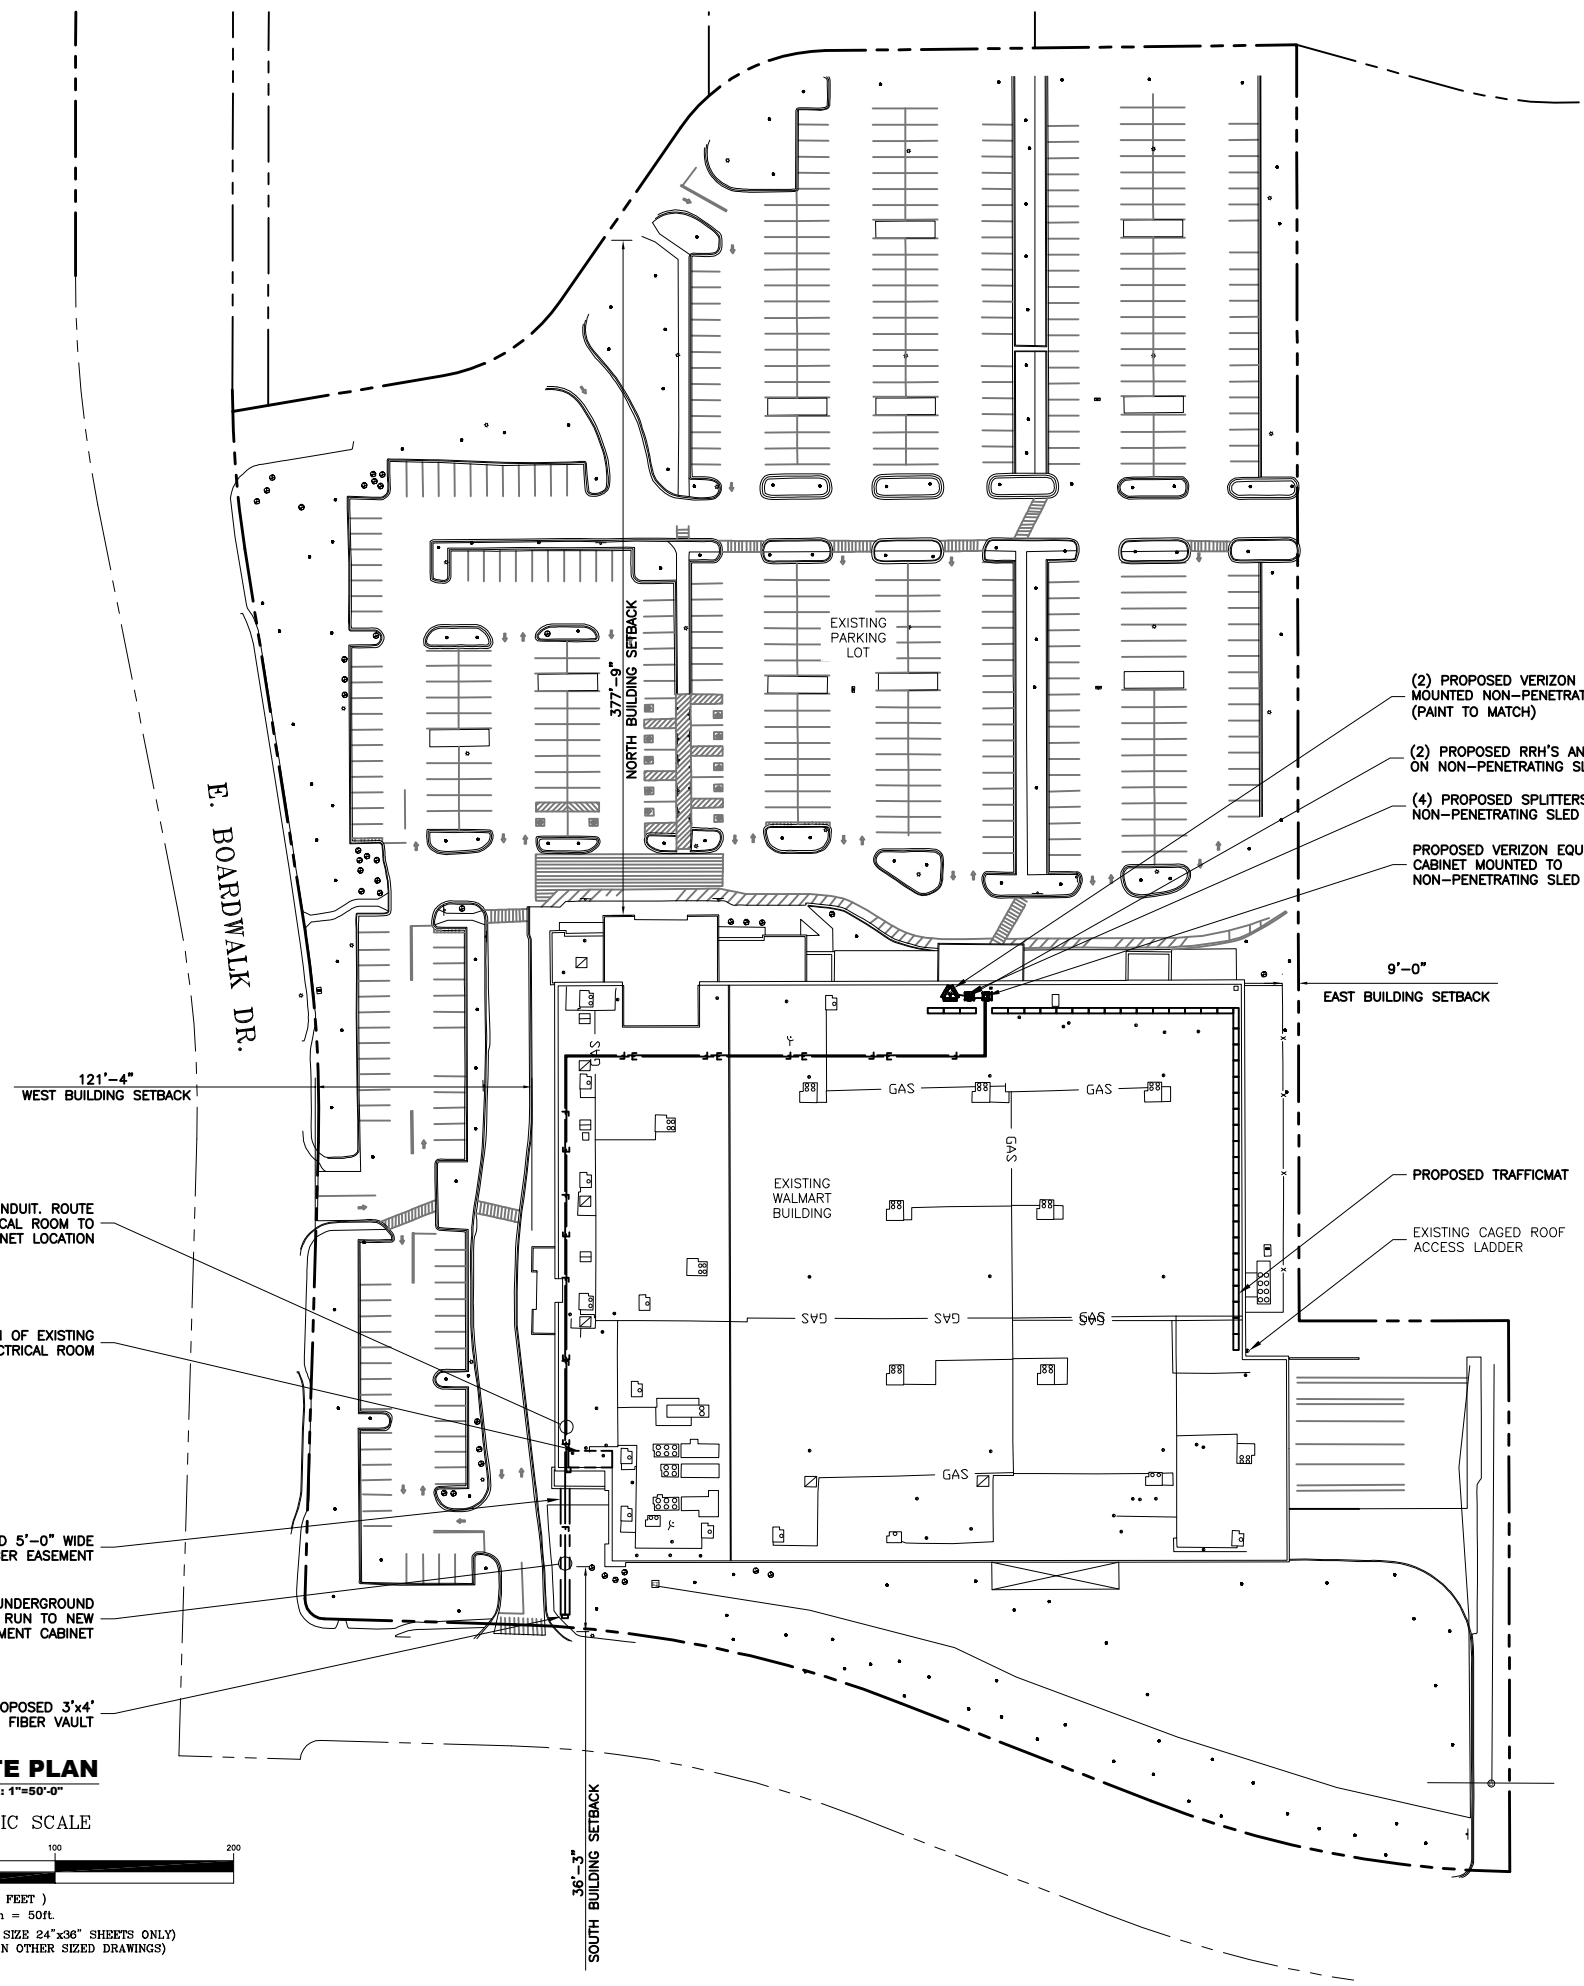 EXISTING
PARKING
LOT
377'-9"
NORTH BUILDING SETBACK
(2) PROPOSED VERIZON
MOUNTED NON-PENETRAT
(PAINT TO MATCH)
(2) PROPOSED RRH'S AN
ON NON-PENETRATING SL
(4) PROPOSED SPLITTERS
NON-PENETRATING SLED
PROPOSED VERIZON EQU
CABINET MOUNTED TO
NON-PENETRATING SLED
E. BOARDWALK DR.
9'-0"
EAST BUILDING SETBACK
121'-4"
WEST BUILDING SETBACK
GAS
GAS
GAS
GAS
EXISTING
WALMART
BUILDING
PROPOSED TRAFFICMAT
EXISTING CAGED ROOF
ACCESS LADDER
NDUIT. ROUTE
CAL ROOM TO
NET LOCATION
GAS
GAS
GAS
GAS
N OF EXISTING
CTRICAL ROOM
GAS
D 5'-0" WIDE
BER EASEMENT
UNDERGROUND
RUN TO NEW
MENT CABINET
OPOSED 3'x4'
FIBER VAULT
TE PLAN
: 1"=50'-0"
IC SCALE
100
200
FEET )
= 50ft.
SIZE 24"x36" SHEETS ONLY)
N OTHER SIZED DRAWINGS)
36'-3"
SOUTH BUILDING SETBACK